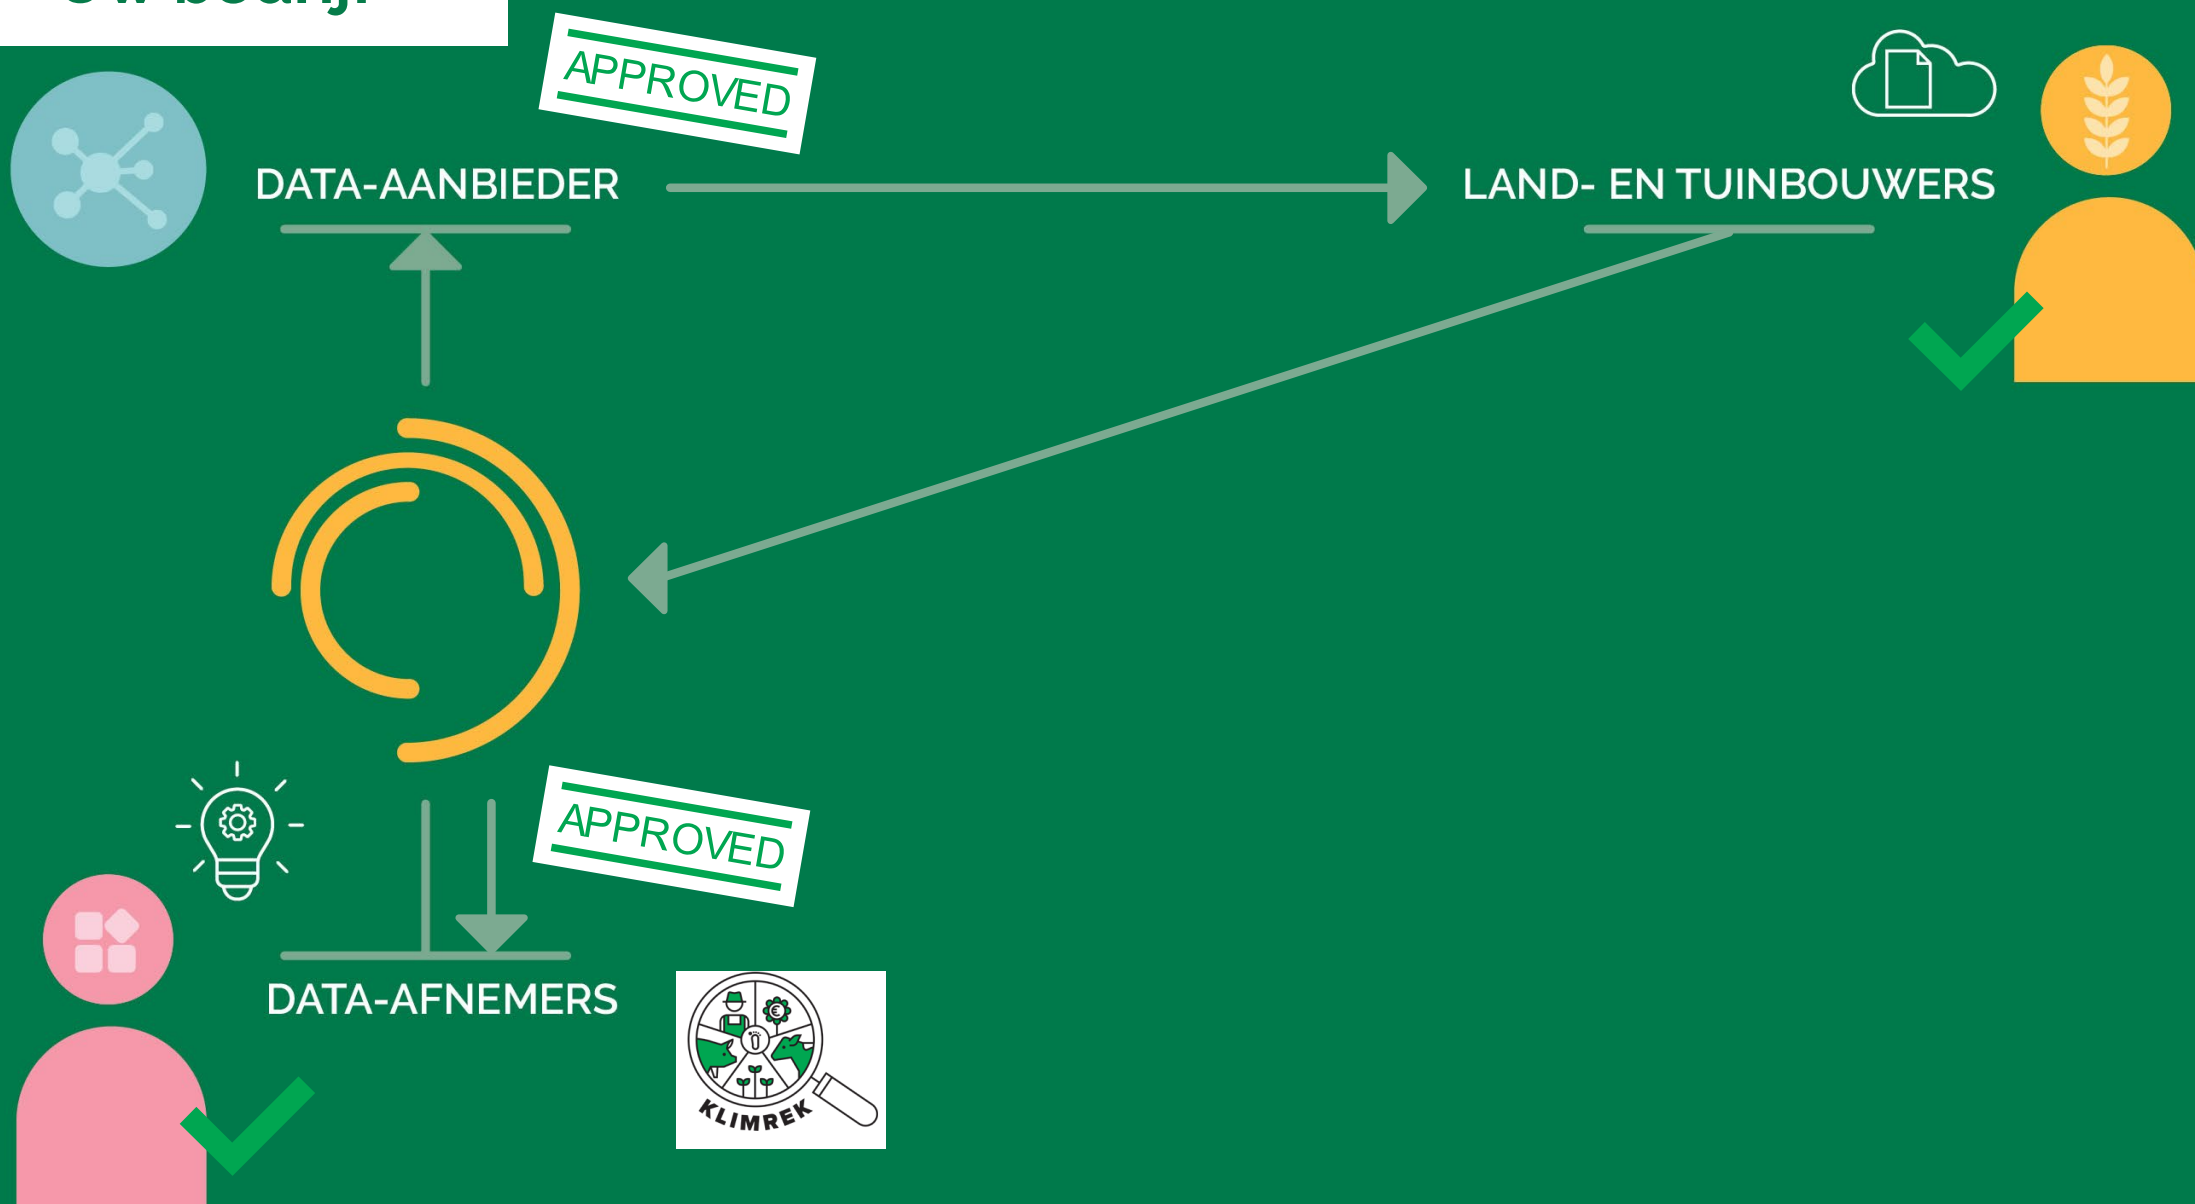 APPROVED
DATA-AANBIEDER
LAND- EN TUINBOUWERS
APPROVED
DATA-AFNEMERS
KLIMREK